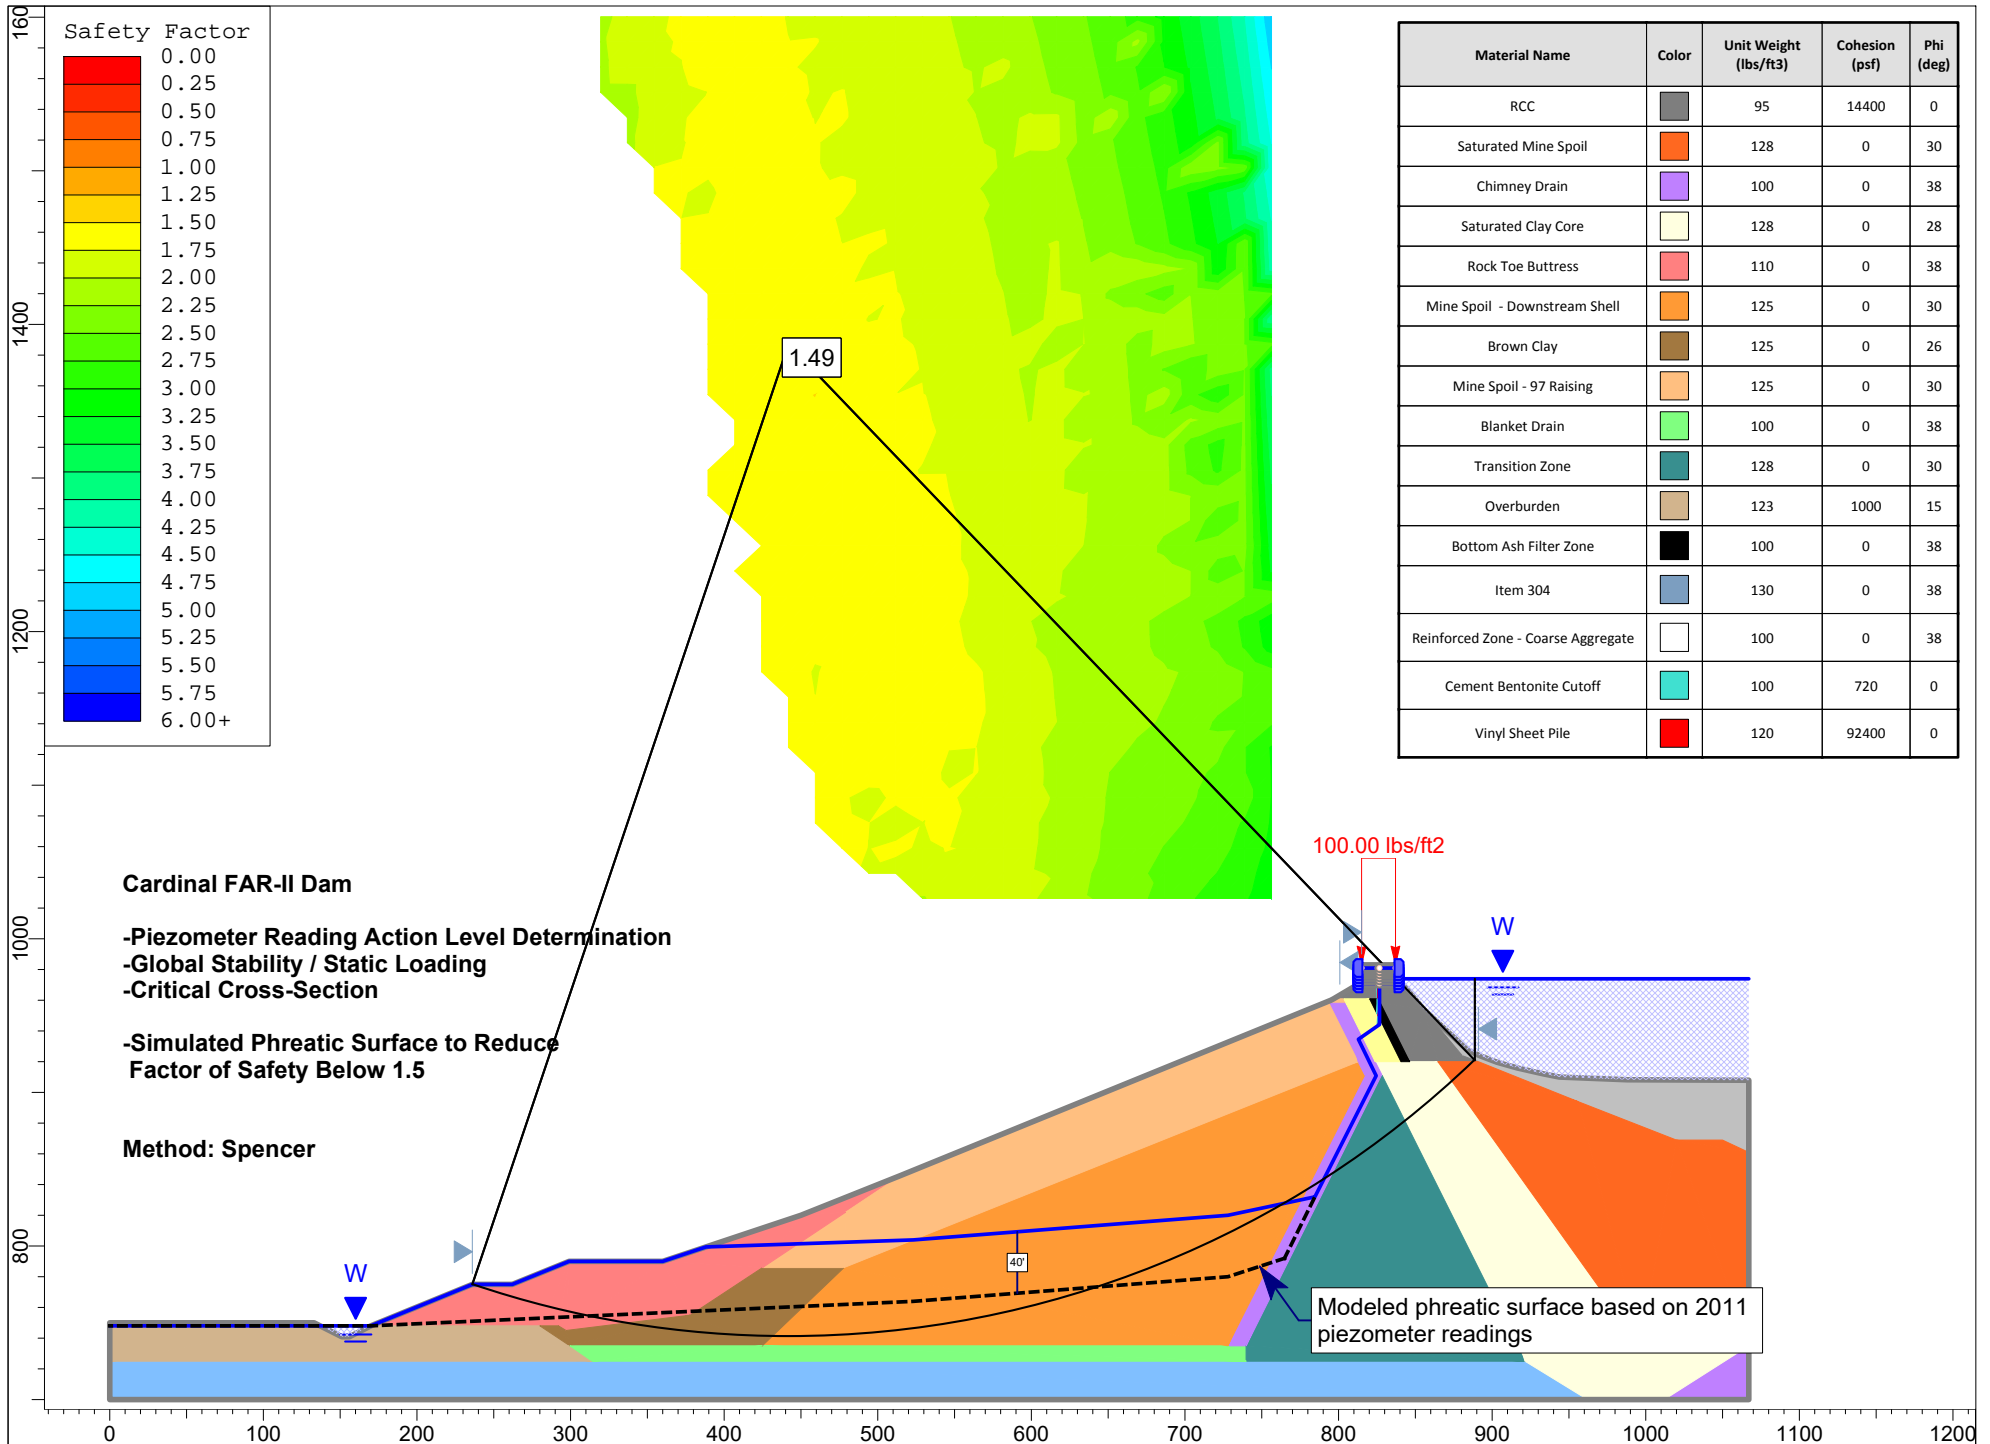 Safety Factor
0.00
0.25
0.50
0.75
1.00
1.25
1.50
1.75
2.00
2.25
2.50
2.75
3.00
3.25
3.50
3.75
4.00
4.25
4.50
4.75
5.00
5.25
5.50
5.75
6.00+
Material Name Color Unit Weight (lbs/ft3) Cohesion (psf) Phi (deg)
RCC 95 14400 0
Saturated Mine Spoil 128 0 30
Chimney Drain 100 0 38
Saturated Clay Core 128 0 28
Rock Toe Buttress 110 0 38
Mine Spoil - Downstream Shell 125 0 30
Brown Clay 125 0 26
Mine Spoil - 97 Raising 125 0 30
Blanket Drain 100 0 38
Transition Zone 128 0 30
Overburden 123 1000 15
Bottom Ash Filter Zone 100 0 38
Item 304 130 0 38
Reinforced Zone - Coarse Aggregate 100 0 38
Cement Bentonite Cutoff 100 720 0
Vinyl Sheet Pile 120 92400 0
1.49
100.00 lbs/ft2
W
Cardinal FAR-II Dam
-Piezometer Reading Action Level Determination
-Global Stability / Static Loading
-Critical Cross-Section
-Simulated Phreatic Surface to Reduce
Factor of Safety Below 1.5
Method: Spencer
W
40'
Modeled phreatic surface based on 2011
piezometer readings
160
1400
1200
1000
800
0 100 200 300 400 500 600 700 800 900 1000 1100 1200